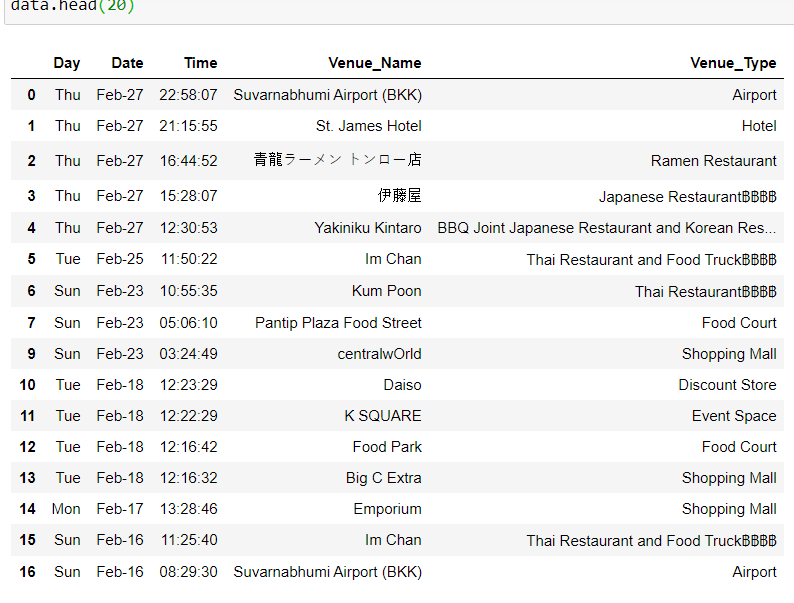 data.head(20)
Day Date Time Venue_Name Venue_Type
0 Thu Feb-27 22:58:07 Suvarnabhumi Airport (BKK) Airport
1 Thu Feb-27 21:15:55 St. James Hotel Hotel
2 Thu Feb-27 16:44:52 青龍ラーメン トンロー店 Ramen Restaurant
3 Thu Feb-27 15:28:07 伊藤屋 Japanese Restaurant฿฿฿฿
4 Thu Feb-27 12:30:53 Yakiniku Kintaro BBQ Joint Japanese Restaurant and Korean Res...
5 Tue Feb-25 11:50:22 Im Chan Thai Restaurant and Food Truck฿฿฿฿
6 Sun Feb-23 10:55:35 Kum Poon Thai Restaurant฿฿฿฿
7 Sun Feb-23 05:06:10 Pantip Plaza Food Street Food Court
9 Sun Feb-23 03:24:49 centralwOrld Shopping Mall
10 Tue Feb-18 12:23:29 Daiso Discount Store
11 Tue Feb-18 12:22:29 K SQUARE Event Space
12 Tue Feb-18 12:16:42 Food Park Food Court
13 Tue Feb-18 12:16:32 Big C Extra Shopping Mall
14 Mon Feb-17 13:28:46 Emporium Shopping Mall
15 Sun Feb-16 11:25:40 Im Chan Thai Restaurant and Food Truck฿฿฿฿
16 Sun Feb-16 08:29:30 Suvarnabhumi Airport (BKK) Airport